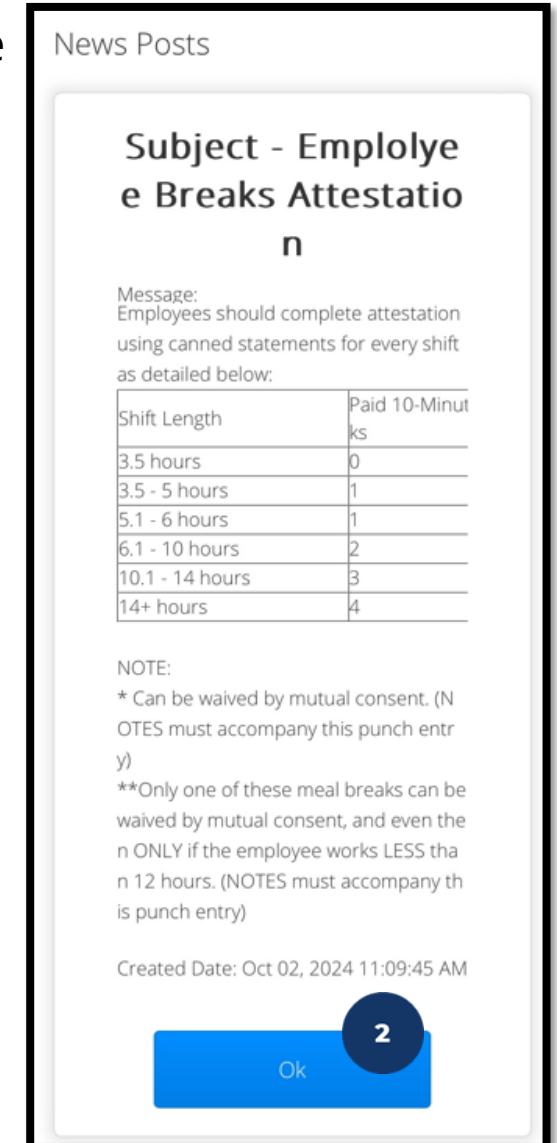 e
News Posts
Subject - Emplolye
e Breaks Attestatio
n
Message:
Employees should complete attestation
using canned statements for every shift
as detailed below:
Shift Length Paid 10-Minut
ks
3.5 hours 0
3.5 - 5 hours 1
5.1 - 6 hours 1
6.1 - 10 hours 2
10.1 - 14 hours 3
14+ hours 4
NOTE:
* Can be waived by mutual consent. (N
OTES must accompany this punch entr
y)
**Only one of these meal breaks can be
waived by mutual consent, and even the
n ONLY if the employee works LESS tha
n 12 hours. (NOTES must accompany th
is punch entry)
Created Date: Oct 02, 2024 11:09:45 AM
2
Ok